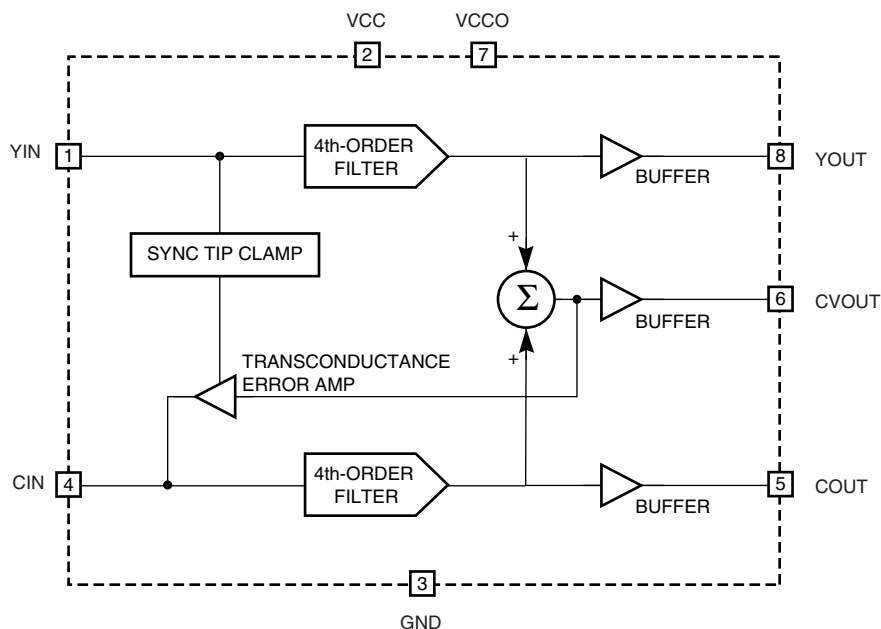 VCC
VCCO
2
7
YIN
1
4th-ORDER
FILTER
BUFFER
8
YOUT
SYNC TIP CLAMP
+
Σ
BUFFER
6
CVOUT
+
TRANSCONDUCTANCE
ERROR AMP
CIN
4
4th-ORDER
FILTER
BUFFER
5
COUT
3
GND